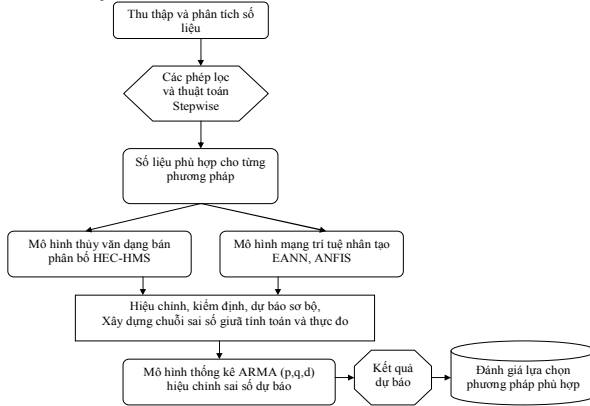 Thu thập và phân tích số
liệu
Các phép lọc
và thuật toán
Stepwise
Số liệu phù hợp cho từng
phương pháp
Mô hình thủy văn dạng bán
phân bố HEC-HMS
Mô hình mạng trí tuệ nhân tạo
EANN, ANFIS
Hiệu chỉnh, kiểm định, dự báo sơ bộ,
Xây dựng chuỗi sai số giữa tính toán và thực đo
Mô hình thống kê ARMA (p,q,d)
hiệu chỉnh sai số dự báo
Kết quả
dự báo
Đánh giá lựa chọn
phương pháp phù hợp